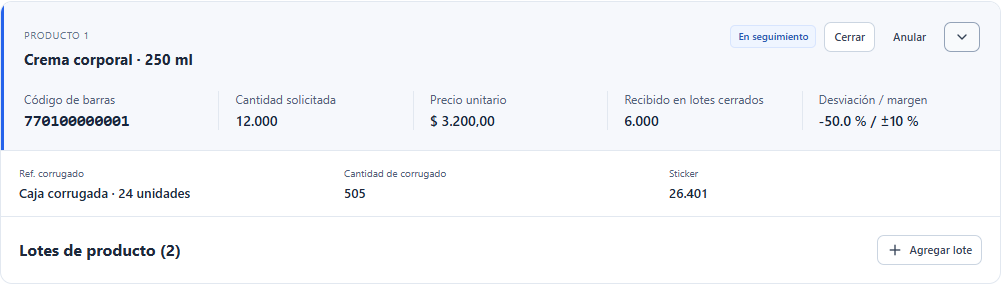 PRODUCTO 1
Crema corporal · 250 ml
En seguimiento
Cerrar
Anular
Código de barras
770100000001
Cantidad solicitada
12.000
Precio unitario
$ 3.200,00
Recibido en lotes cerrados
6.000
Desviación / margen
-50.0 % / ±10 %
Ref. corrugado
Caja corrugada · 24 unidades
Cantidad de corrugado
505
Sticker
26.401
Lotes de producto (2)
Agregar lote